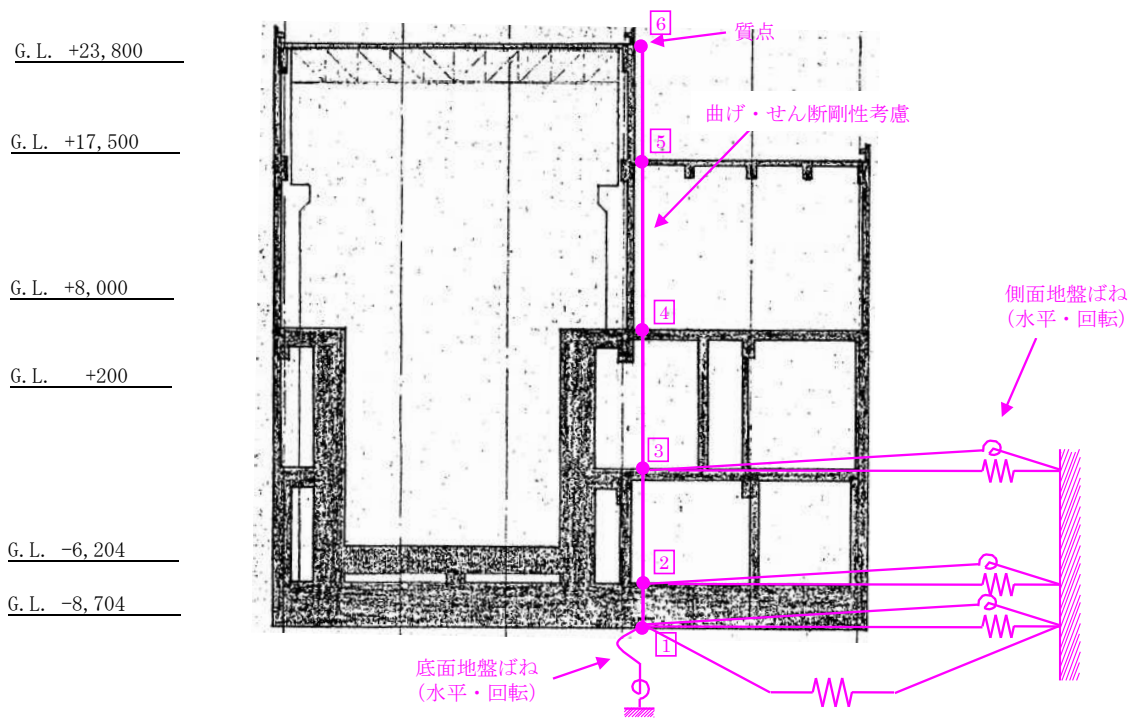 6
G.L. +23,800
質点
曲げ・せん断剛性考慮
5
G.L. +17,500
G.L. +8,000
側面地盤ばね
(水平・回転)
4
G.L. +200
3
G.L. -6,204
2
G.L. -8,704
1
底面地盤ばね
(水平・回転)